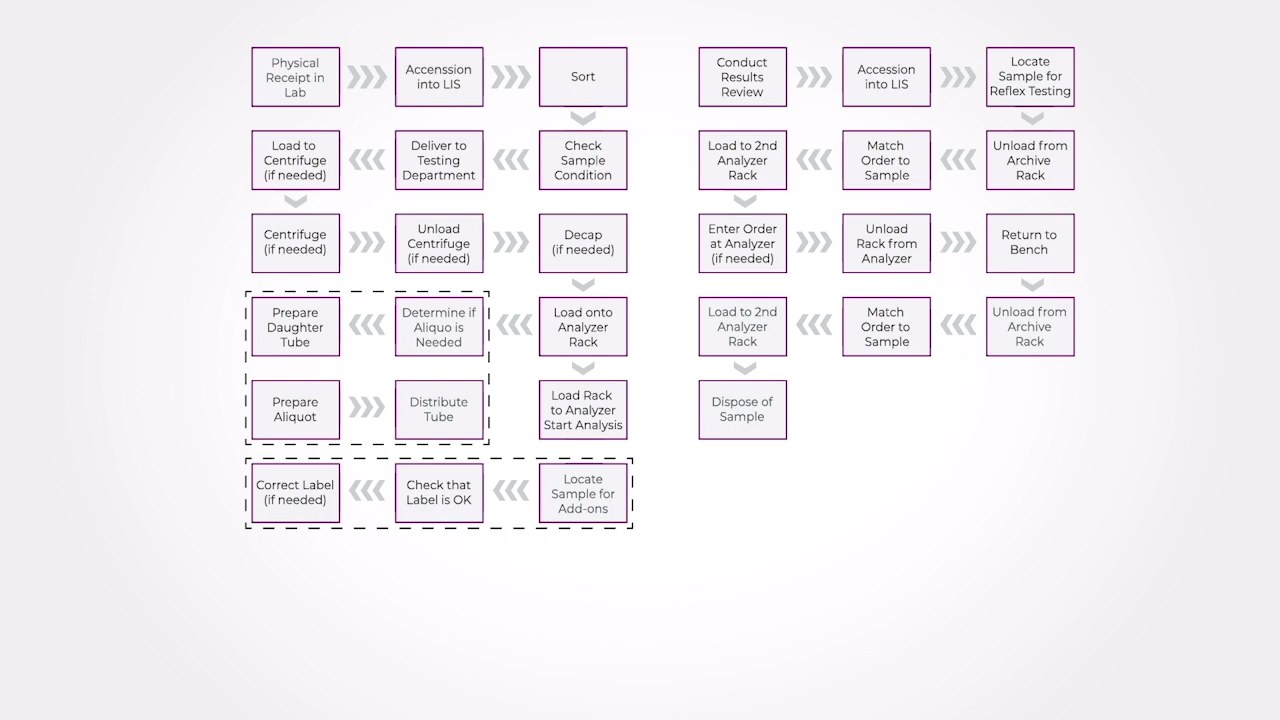 Physical
Receipt in
Lab
Accenssion
into LIS
Sort
Load to
Centrifuge
(if needed)
Deliver to
Testing
Department
Check
Sample
Condition
Centrifuge
(if needed)
Unload
Centrifuge
(if needed)
Decap
(if needed)
Prepare
Daughter
Tube
Determine if
Aliquo is
Needed
Load onto
Analyzer
Rack
Prepare
Aliquot
Distribute
Tube
Load Rack
to Analyzer
Start Analysis
Correct Label
(if needed)
Check that
Label is OK
Locate
Sample for
Add-ons
Conduct
Results
Review
Accession
into LIS
Locate
Sample for
Reflex Testing
Load to 2nd
Analyzer
Rack
Match
Order to
Sample
Unload from
Archive
Rack
Enter Order
at Analyzer
(if needed)
Unload
Rack from
Analyzer
Return to
Bench
Load to 2nd
Analyzer
Rack
Match
Order to
Sample
Unload from
Archive
Rack
Dispose of
Sample